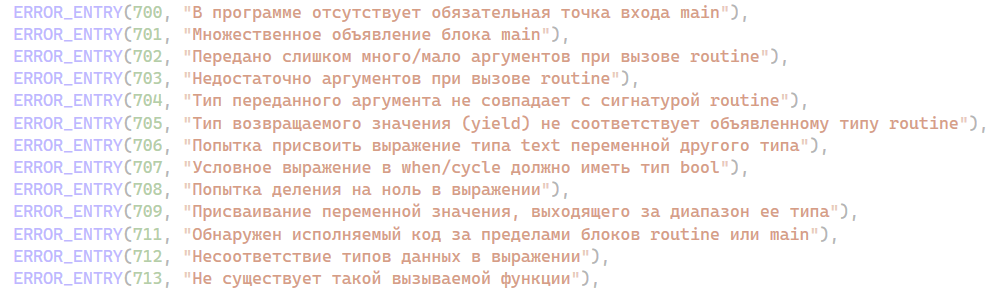 ERROR_ENTRY(700, "В программе отсутствует обязательная точка входа main"),
ERROR_ENTRY(701, "Множественное объявление блока main"),
ERROR_ENTRY(702, "Передано слишком много/мало аргументов при вызове routine"),
ERROR_ENTRY(703, "Недостаточно аргументов при вызове routine"),
ERROR_ENTRY(704, "Тип переданного аргумента не совпадает с сигнатурой routine"),
ERROR_ENTRY(705, "Тип возвращаемого значения (yield) не соответствует объявленному типу routine"),
ERROR_ENTRY(706, "Попытка присвоить выражение типа text переменной другого типа"),
ERROR_ENTRY(707, "Условное выражение в when/cycle должно иметь тип bool"),
ERROR_ENTRY(708, "Попытка деления на ноль в выражении"),
ERROR_ENTRY(709, "Присваивание переменной значения, выходящего за диапазон ее типа"),
ERROR_ENTRY(711, "Обнаружен исполняемый код за пределами блоков routine или main"),
ERROR_ENTRY(712, "Несоответствие типов данных в выражении"),
ERROR_ENTRY(713, "Не существует такой вызываемой функции"),